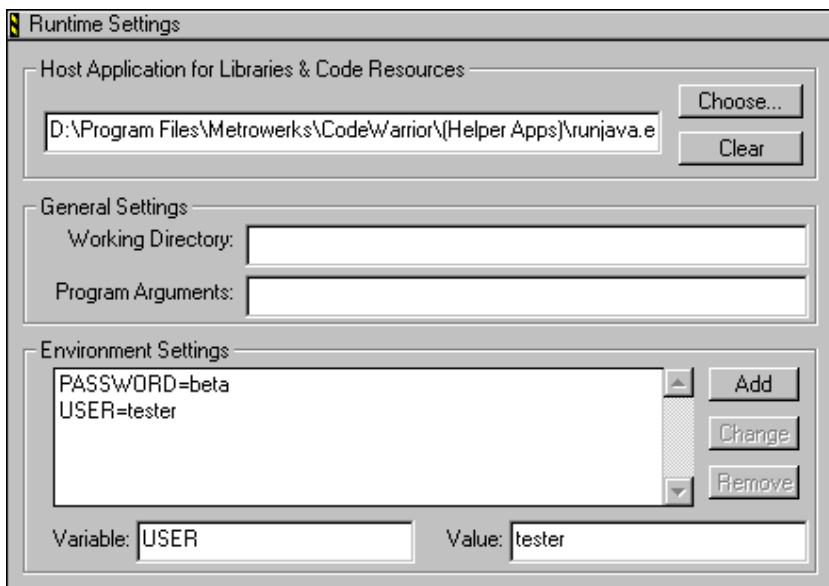 Runtime Settings
Host Application for Libraries & Code Resources
Choose...
D:\Program Files\Metrowerks\CodeWarrior\(Helper Apps)\runjava.e
Clear
General Settings
Working Directory:
Program Arguments:
Environment Settings
PASSWORD=beta
Add
USER=tester
Change
Remove
Variable: USER Value: tester